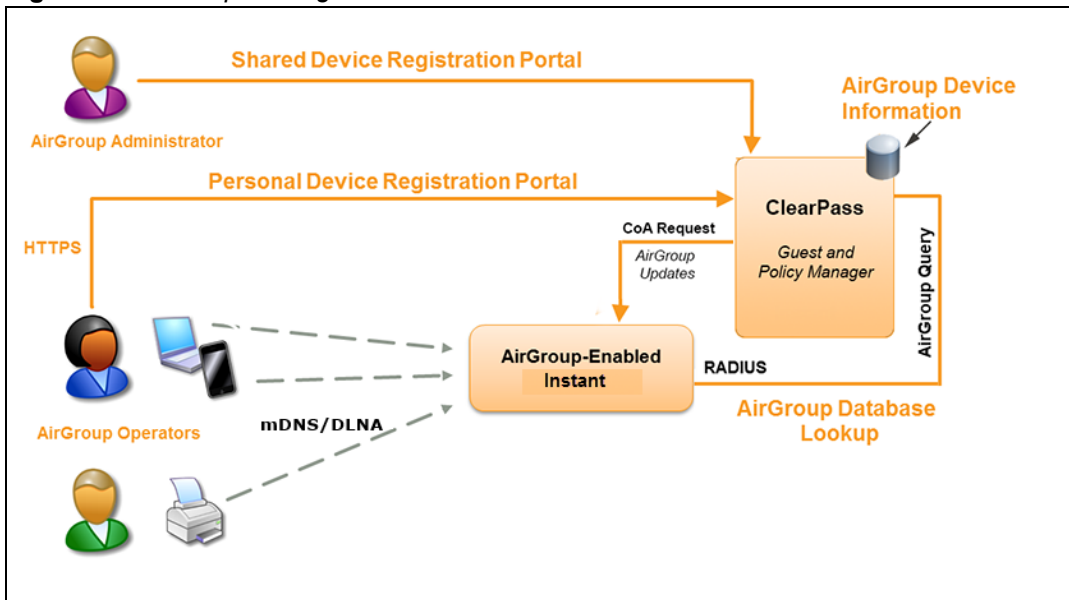 Shared Device Registration Portal
AirGroup Device
Information
AirGroup Administrator
Personal Device Registration Portal
ClearPass
HTTPS
CoA Request
AirGroup
Updates
Guest and
Policy Manager
AirGroup Query
AirGroup-Enabled
Instant
RADIUS
AirGroup Database
Lookup
mDNS/DLNA
AirGroup Operators